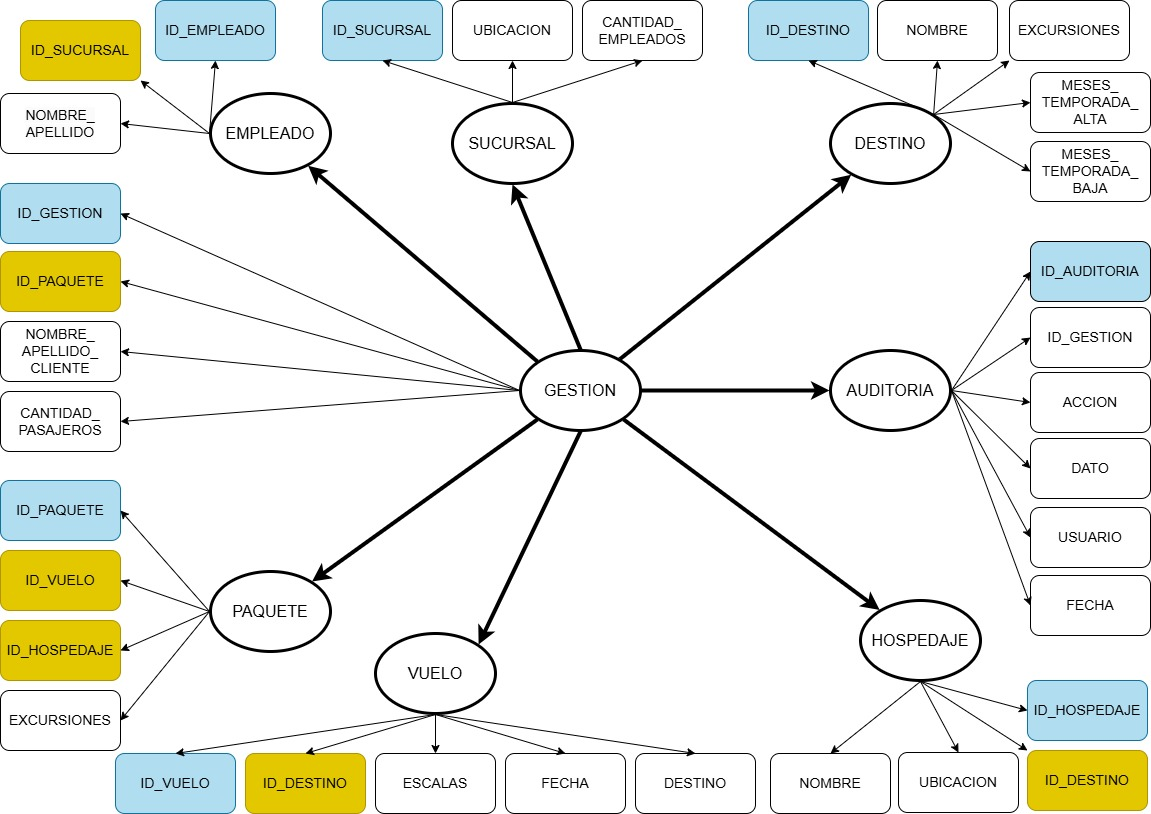 ID_EMPLEADO
ID_SUCURSAL
NOMBRE_
APELLIDO
EMPLEADO
ID_SUCURSAL
UBICACION
CANTIDAD_
EMPLEADOS
SUCURSAL
ID_DESTINO
NOMBRE
EXCURSIONES
MESES_
TEMPORADA_
ALTA
MESES_
TEMPORADA_
BAJA
DESTINO
ID_GESTION
ID_PAQUETE
NOMBRE_
APELLIDO_
CLIENTE
CANTIDAD_
PASAJEROS
GESTION
AUDITORIA
ID_AUDITORIA
ID_GESTION
ACCION
DATO
USUARIO
FECHA
ID_PAQUETE
ID_VUELO
ID_HOSPEDAJE
EXCURSIONES
PAQUETE
VUELO
ID_VUELO
ID_DESTINO
ESCALAS
FECHA
DESTINO
HOSPEDAJE
ID_HOSPEDAJE
ID_DESTINO
NOMBRE
UBICACION